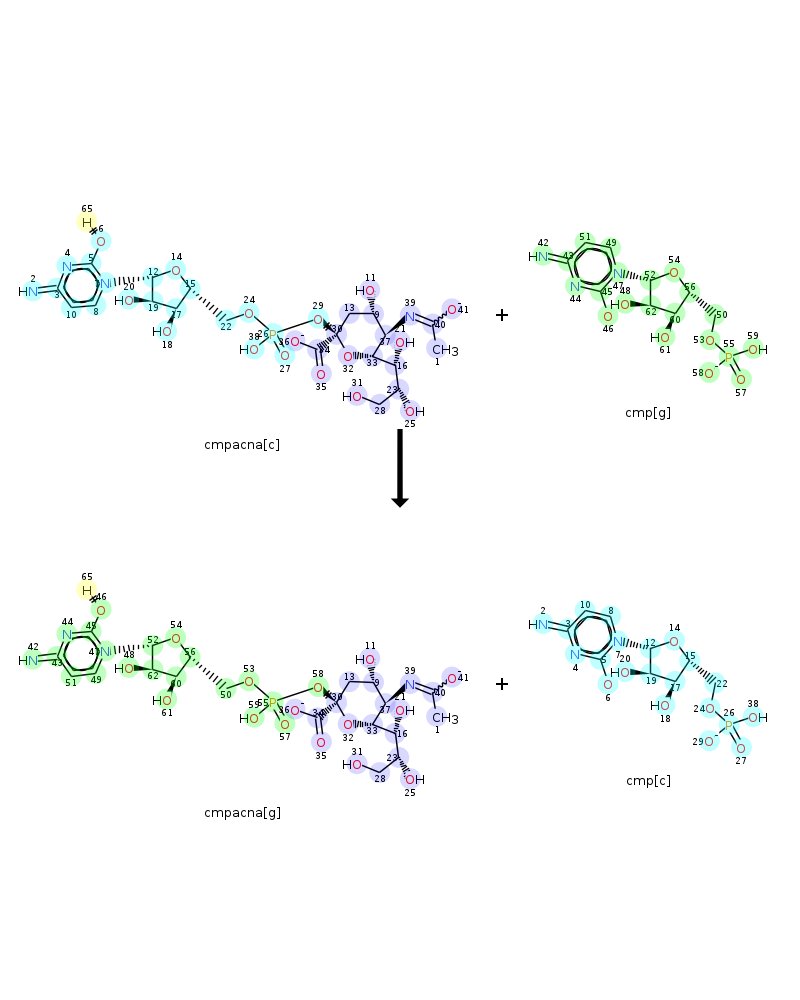 65
H
6
O
4
N
5
2
HN
3
10
8
N
14
O
12
15
20
HO
19
17
HO
18
22
24
O
P
38
HO
O
27
29
O
30
36
O
-
34
O
35
11
HO
13
9
37
O
32
33
21
OH
16
23
31
HO
28
OH
25
39
N
40
O
-
41
CH3
1
cmpacna[c]
+
42
HN
43
51
49
N
47
44
N
45
O
46
54
O
52
56
48
HO
62
60
HO
61
50
53
O
55
P
59
OH
58
O
-
O
57
cmp[g]
65
H
46
O
44
N
45
42
HN
43
51
49
N
47
54
O
52
56
48
HO
62
60
HO
61
50
53
O
55
P
59
HO
O
57
58
O
30
36
O
-
34
O
35
11
HO
13
9
37
O
32
33
21
OH
16
23
31
HO
28
OH
25
39
N
40
O
-
41
CH3
1
cmpacna[g]
+
2
HN
3
10
8
N
7
4
N
5
O
6
14
O
12
15
20
HO
19
17
HO
18
22
24
O
26
P
38
OH
29
O
-
O
27
cmp[c]